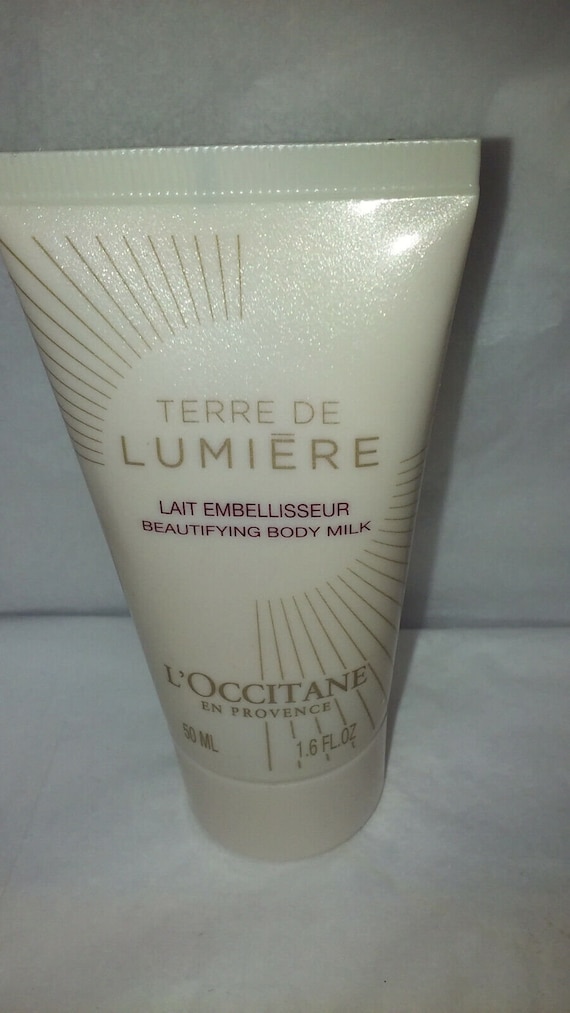 TERRE DE
LUMIÈRE
LAIT EMBELLISSEUR
BEAUTIFYING BODY MILK
L'OCCITANE
EN PROVENCE
50 ML 1.6 FL.OZ